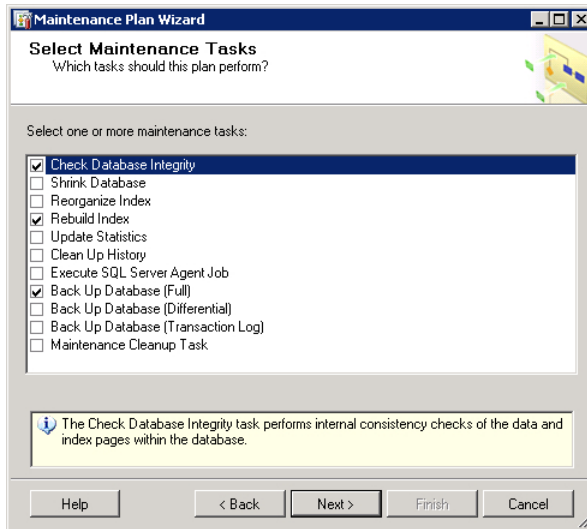 Maintenance Plan Wizard
Select Maintenance Tasks
Which tasks should this plan perform?
Select one or more maintenance tasks:
Check Database Integrity
Shrink Database
Reorganize Index
Rebuild Index
Update Statistics
Clean Up History
Execute SQL Server Agent Job
Back Up Database (Full)
Back Up Database (Differential)
Back Up Database (Transaction Log)
Maintenance Cleanup Task
The Check Database Integrity task performs internal consistency checks of the data and
index pages within the database.
Help < Back Next > Finish Cancel